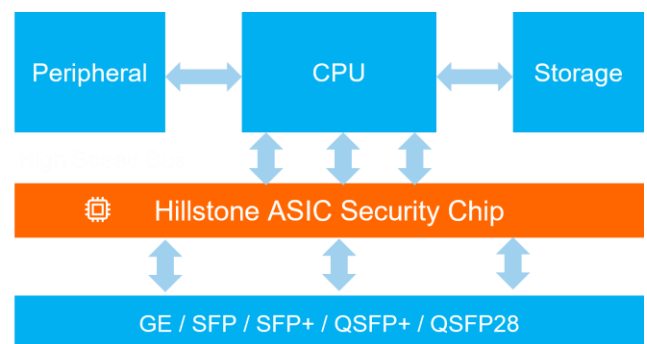 Peripheral
CPU
Storage
Hillstone ASIC Security Chip
GE / SFP / SFP+ / QSFP+ / QSFP28